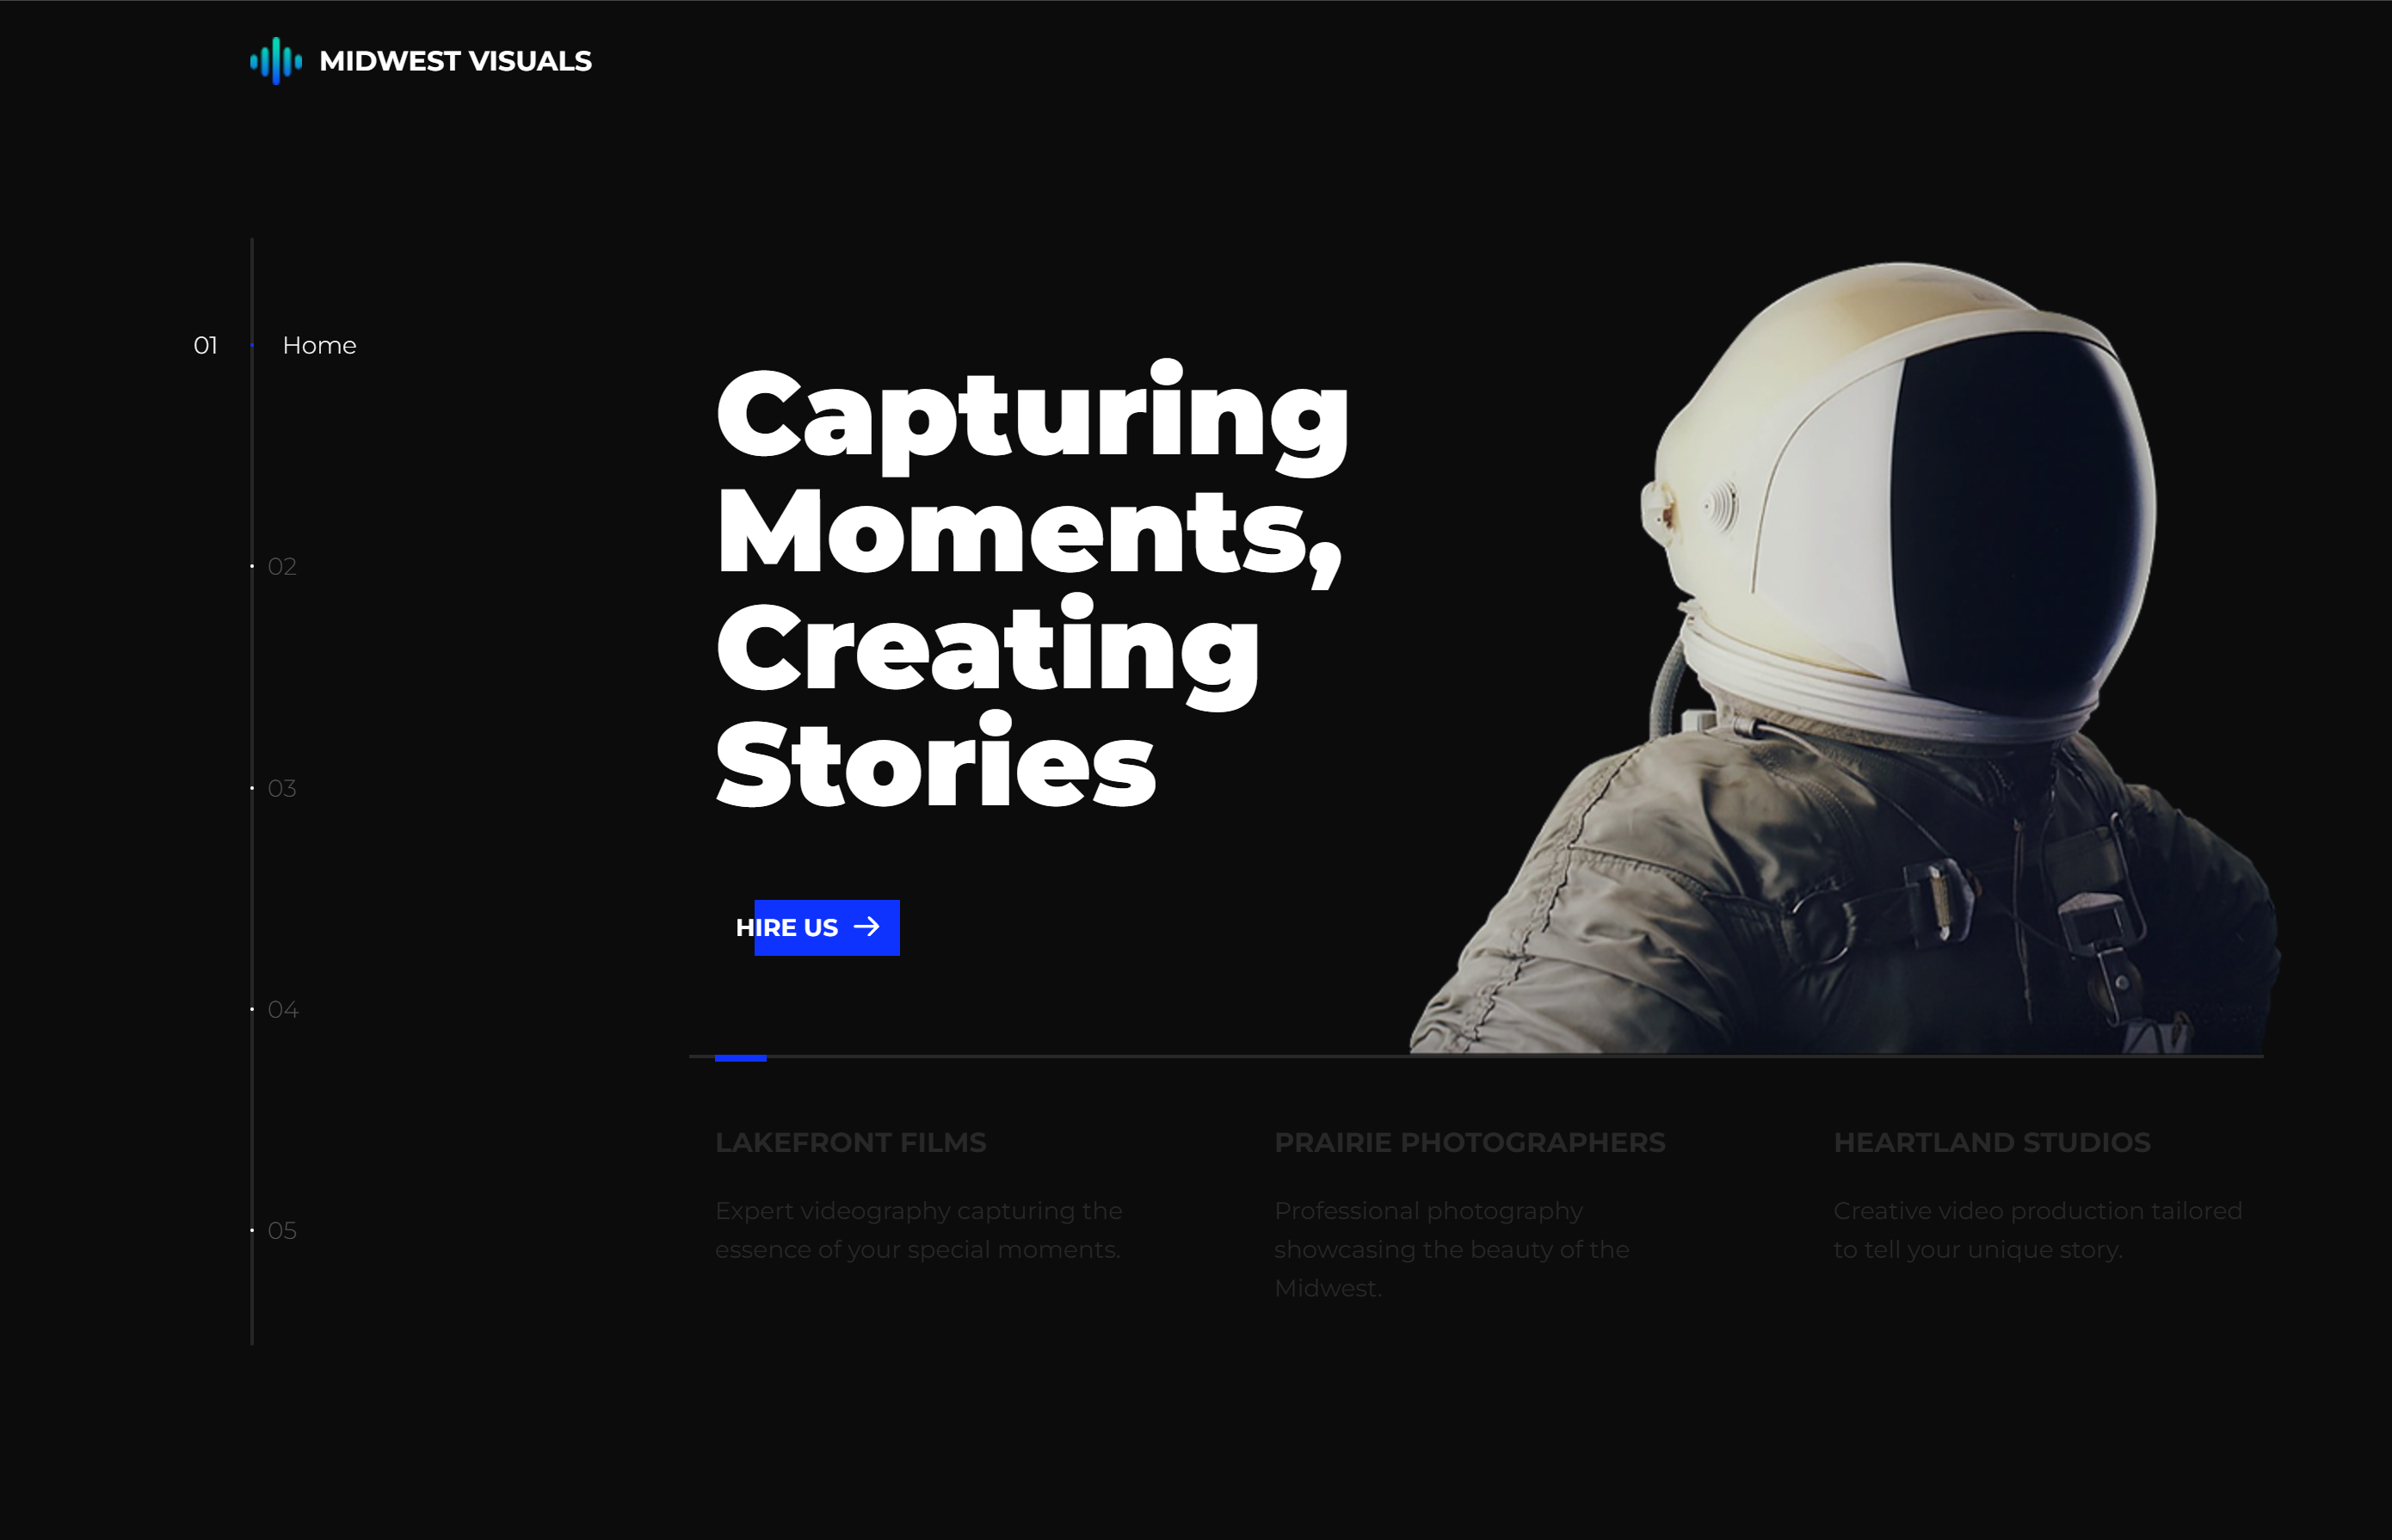 MIDWEST VISUALS
01 Home
02
03
04
05
Capturing
Moments,
Creating
Stories
HIRE US
LAKEFRONT FILMS
Expert videography capturing the
essence of your special moments.
PRAIRIE PHOTOGRAPHERS
Professional photography
showcasing the beauty of the
Midwest.
HEARTLAND STUDIOS
Creative video production tailored
to tell your unique story.